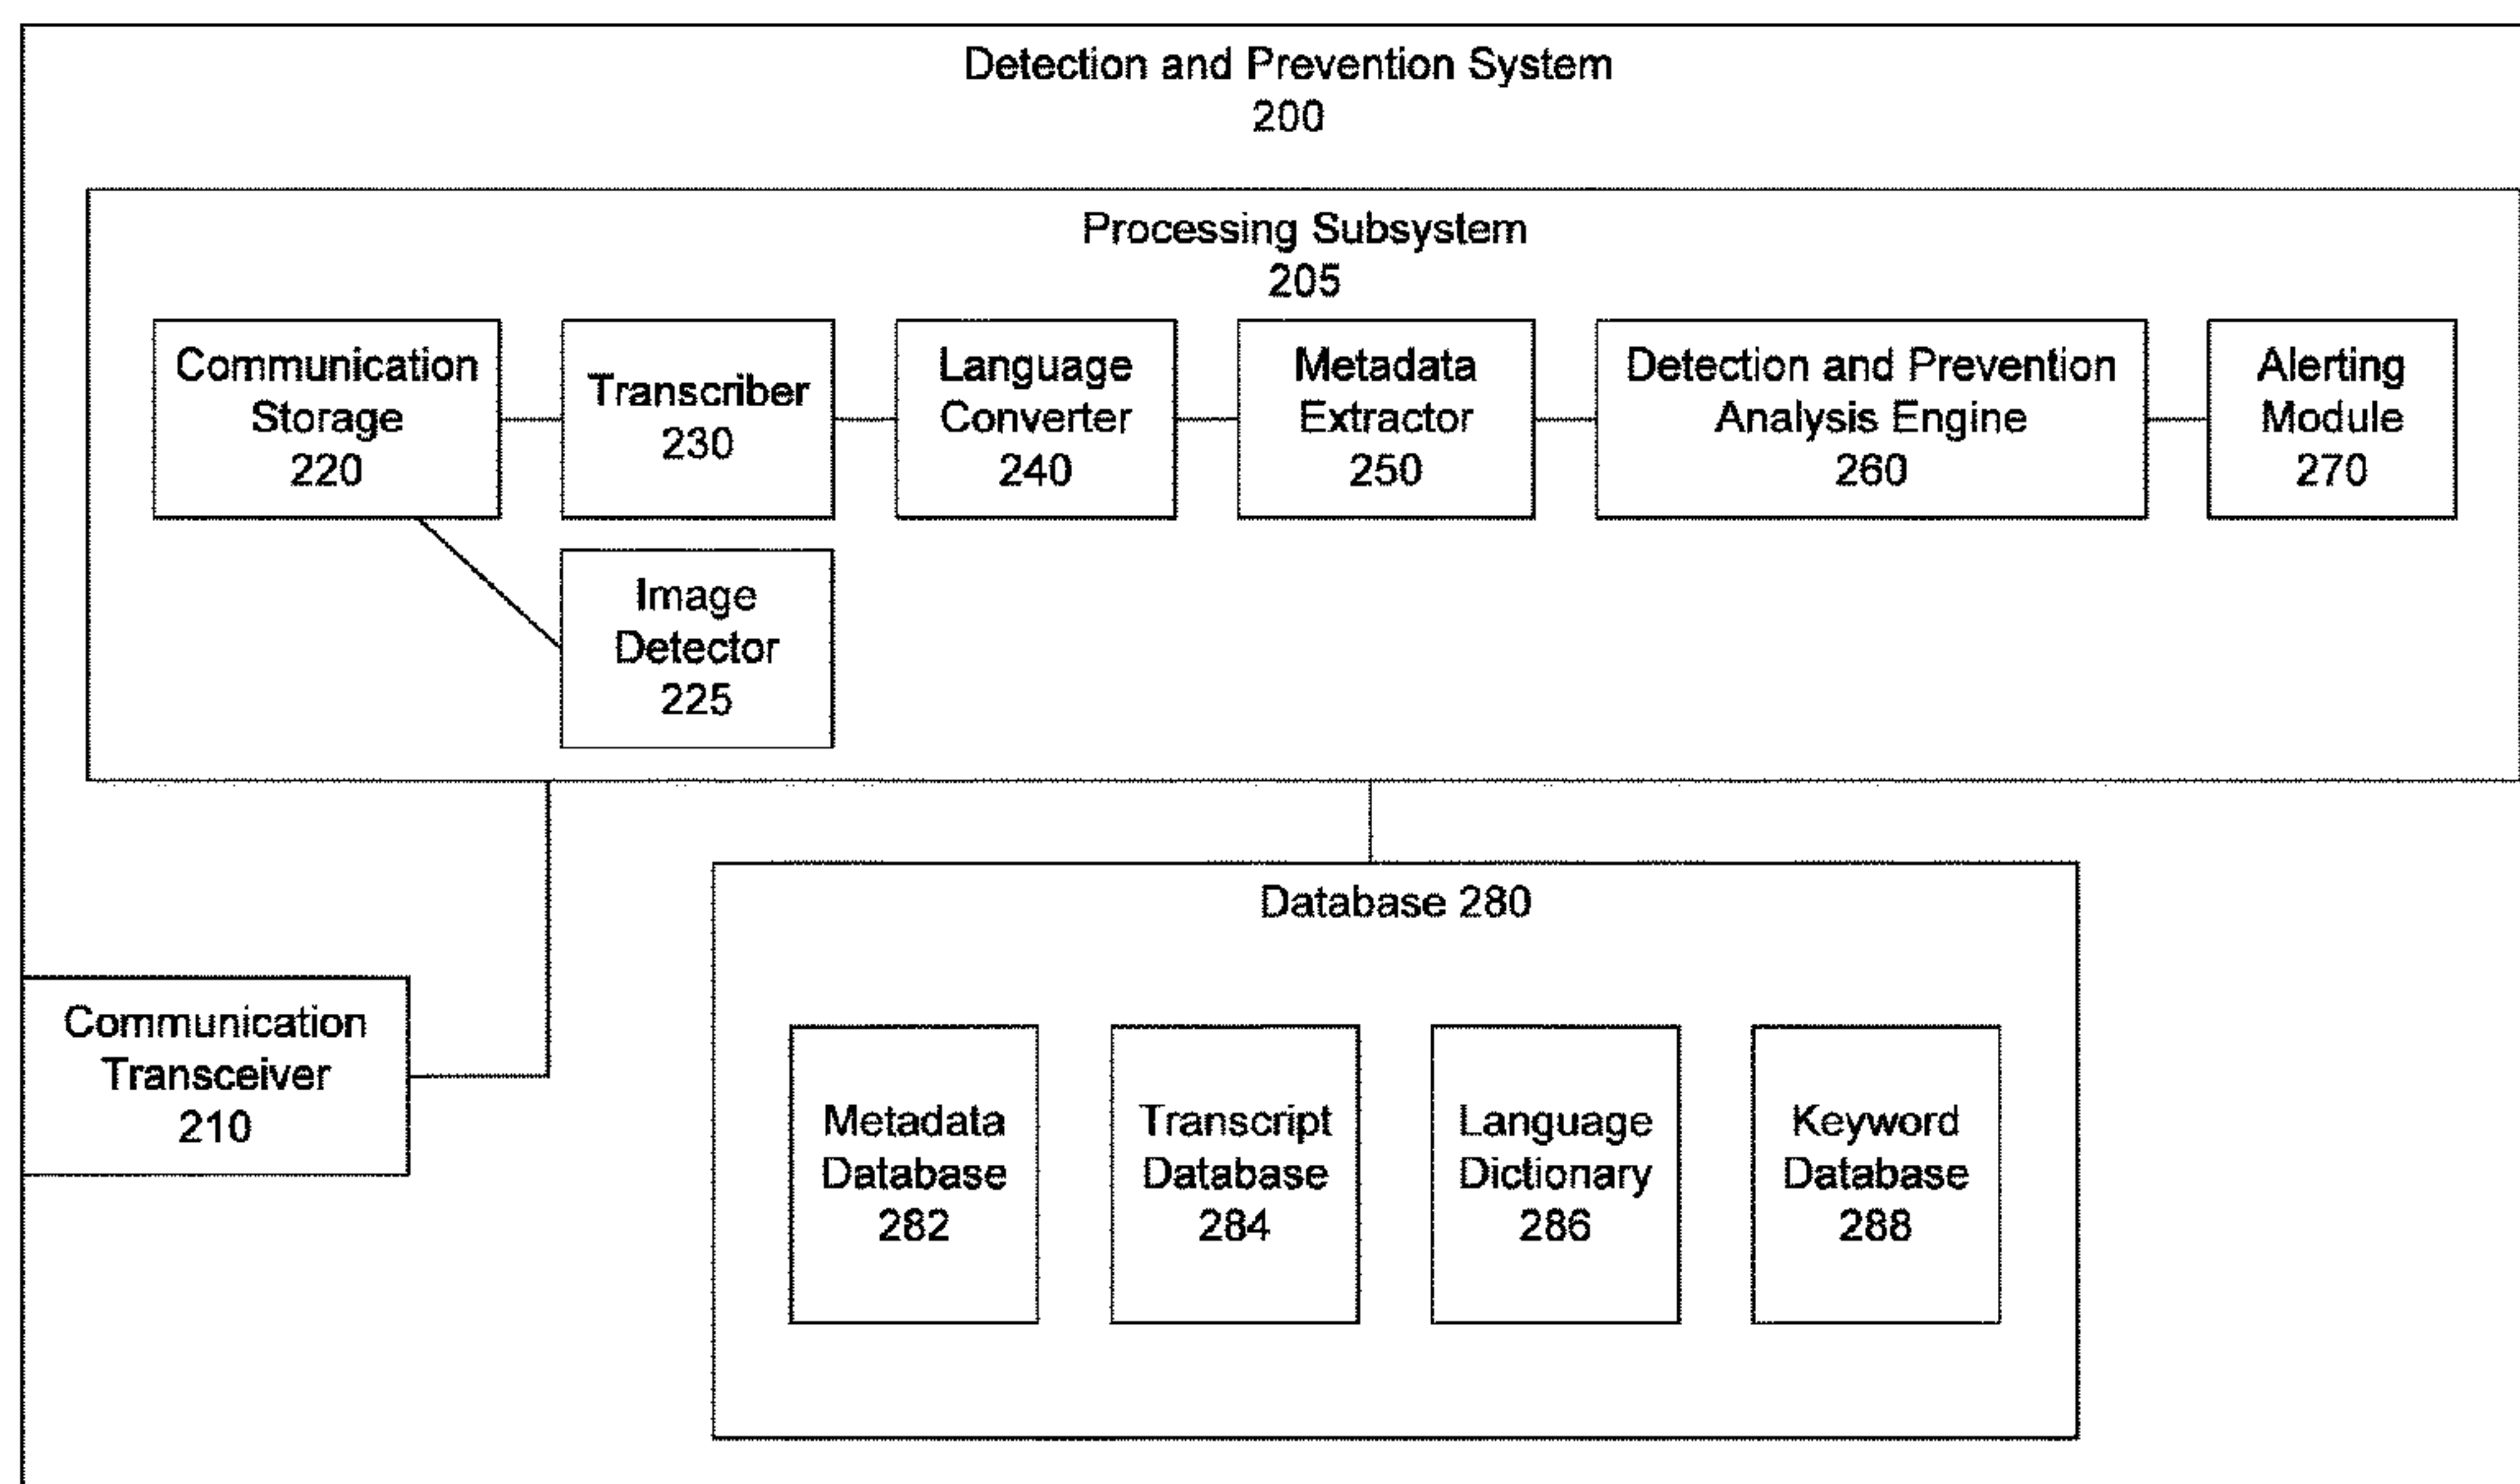 Detection and Prevention System
200
Processing Subsystem
205
Communication
Storage
220
Transcriber
230
Language
Converter
240
Metadata
Extractor
250
Detection and Prevention
Analysis Engine
260
Alerting
Module
270
Image
Detector
225
Database 280
Communication
Transceiver
210
Metadata
Database
282
Transcript
Database
284
Language
Dictionary
286
Keyword
Database
288